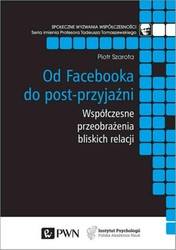 SPOŁECZNE WYZWANIA WSPÓŁCZESNOŚCI
Seria imienia Profesora Tadeusza Tomaszewskiego
Piotr Szarota
Od Facebooka
do post-przyjaźni
Współczesne
przeobrażenia
bliskich relacji
PWN
Instytut Psychologii
Polska Akademia Nauk